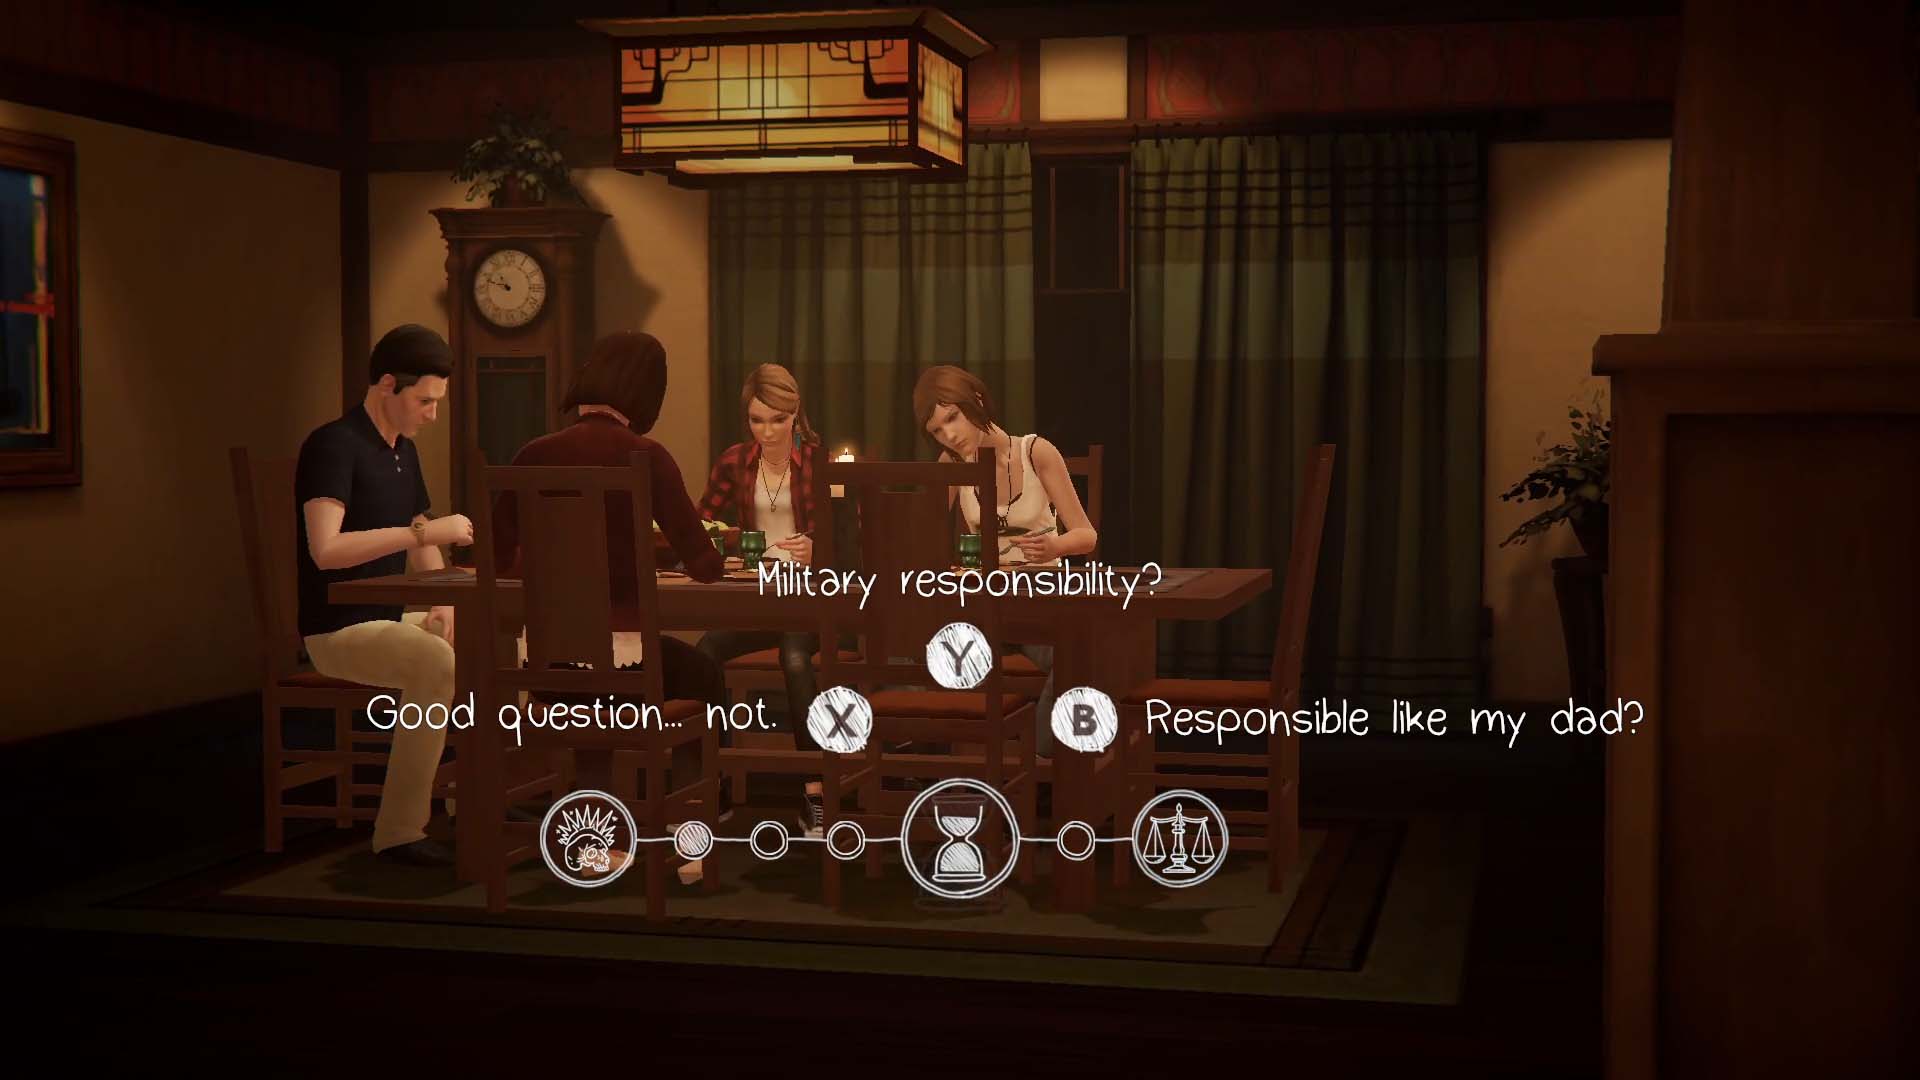 Military responsibility?
Y
Good question... not.
X
B
Responsible like my dad?